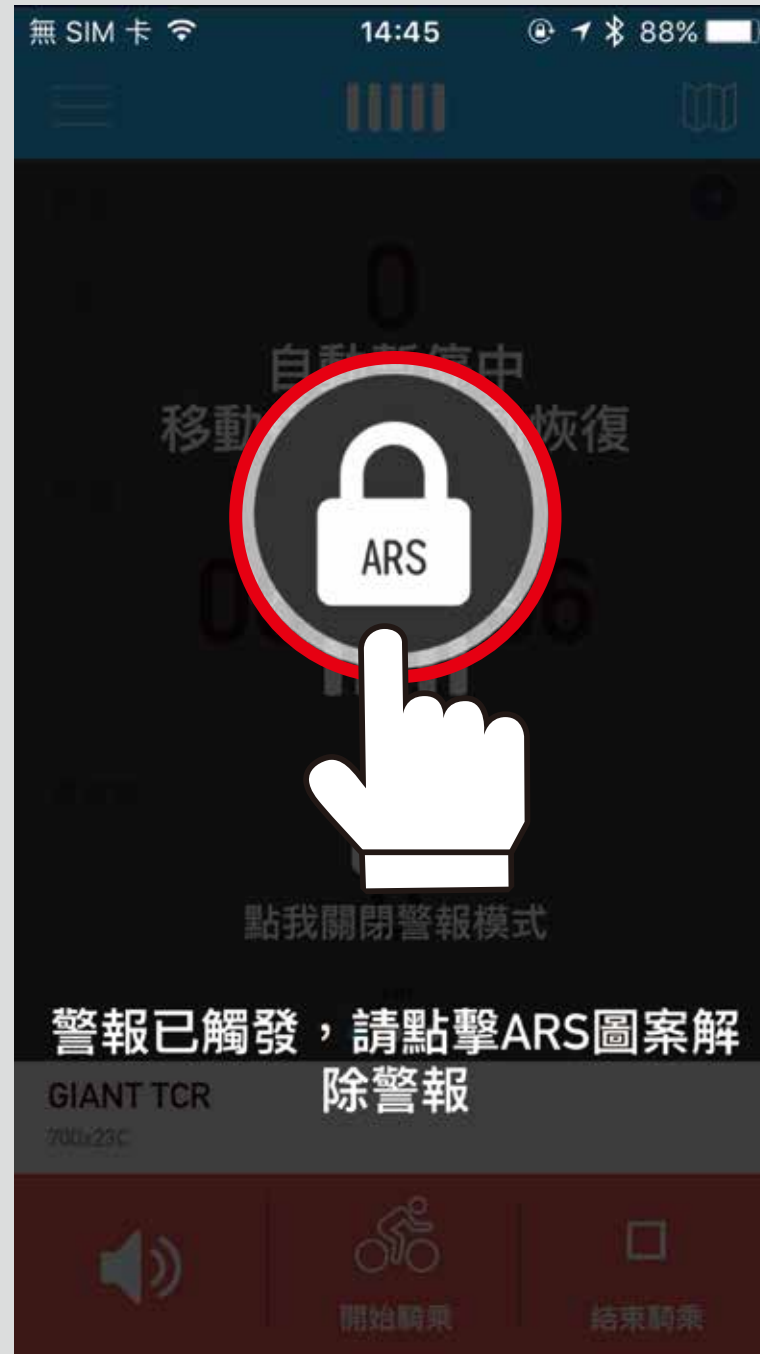 無 SIM 卡 14:45 88%
0
自動暫停中
移動 恢復
ARS
點我關閉警報模式
警報已觸發，請點擊ARS圖案解
除警報
GIANT TCR
700x23C
開始騎乘 結束騎乘